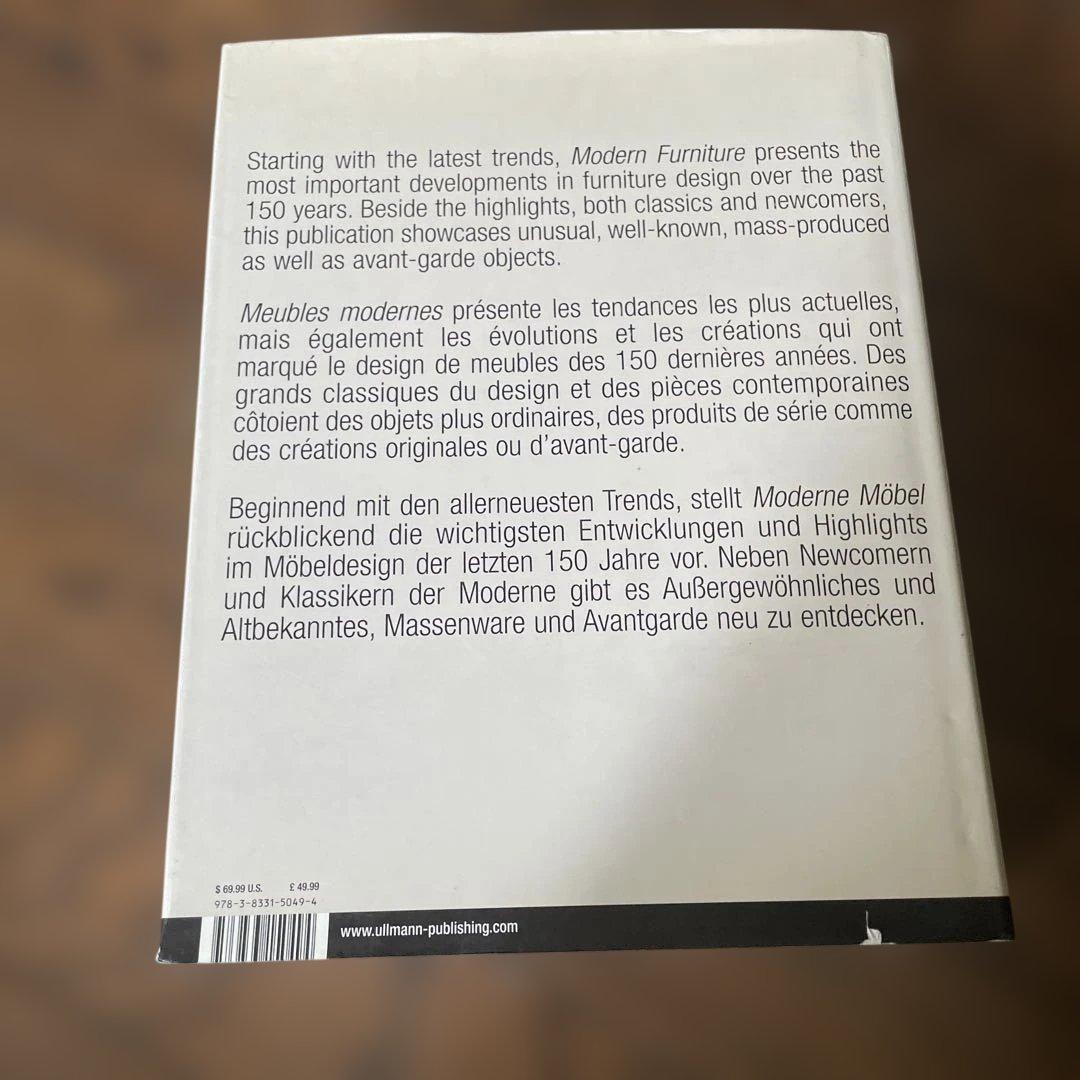 Starting with the latest trends, Modern Furniture presents the
most important developments in furniture design over the past
150 years. Beside the highlights, both classics and newcomers,
this publication showcases unusual, well-known, mass-produced
as well as avant-garde objects.
Meubles modernes présente les tendances les plus actuelles,
mais également les évolutions et les créations qui ont
marqué le design de meubles des 150 dernières années. Des
grands classiques du design et des pièces contemporaines
côtoient des objets plus ordinaires, des produits de série comme
des créations originales ou d'avant-garde.
Beginnend mit den allerneuesten Trends, stellt Moderne Möbel
rückblickend die wichtigsten Entwicklungen und Highlights
im Möbeldesign der letzten 150 Jahre vor. Neben Newcomern
und Klassikern der Moderne gibt es Außergewöhnliches und
Altbekanntes, Massenware und Avantgarde neu zu entdecken.
$ 69.99 U.S. £ 49.99
978-3-8331-5049-4
www.ullmann-publishing.com